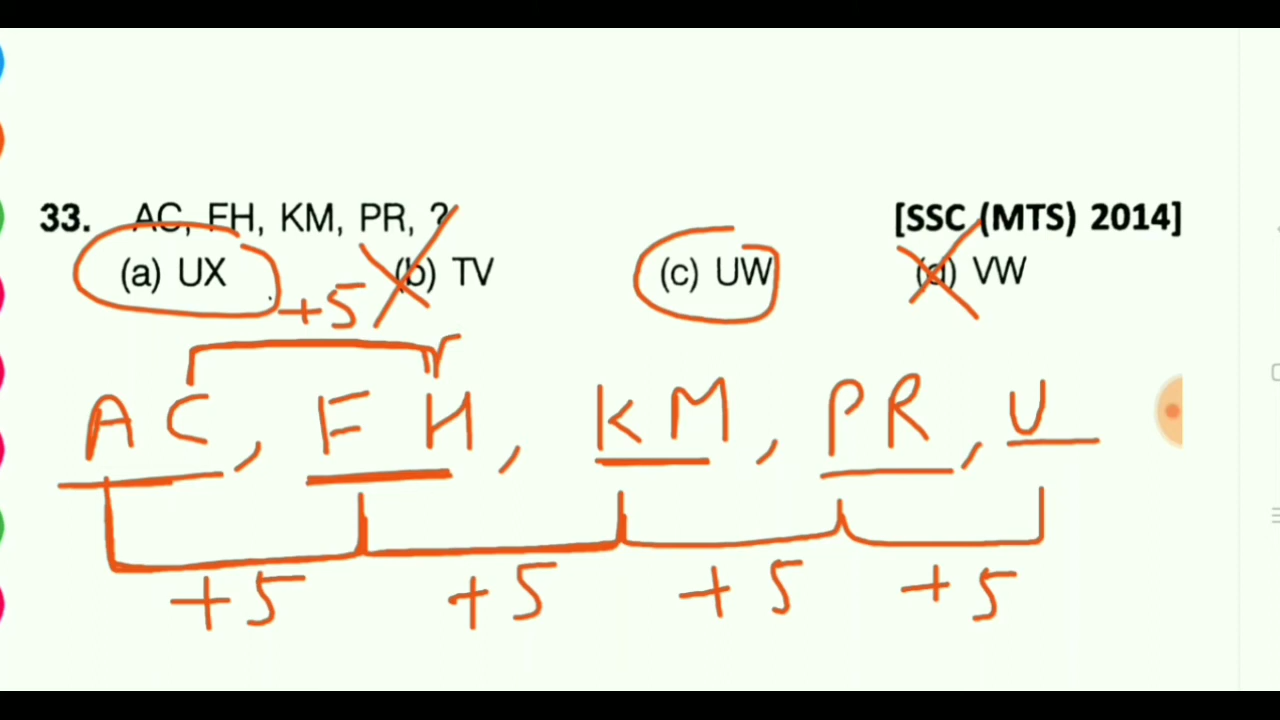 33. AC, FH, KM, PR, ? [SSC (MTS) 2014]
(a) UX (b) TV (c) UW (d) VW
+5
AC, FH, KM, PR, U
+5 +5 +5 +5